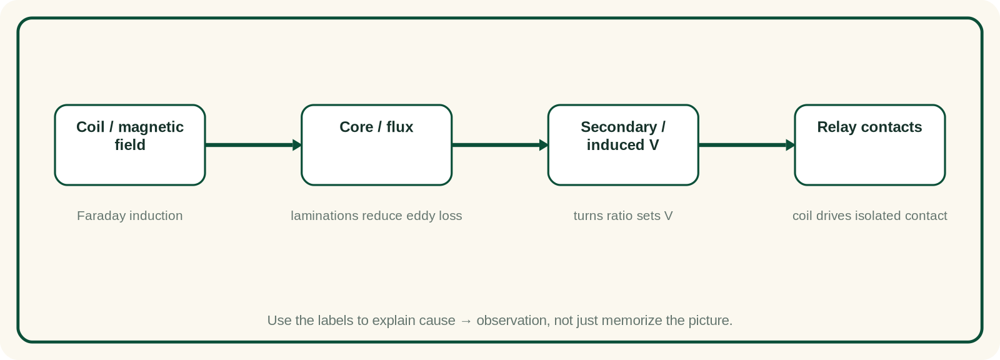 Coil / magnetic
field
Core / flux
Secondary /
induced V
Relay contacts
Faraday induction
laminations reduce eddy loss
turns ratio sets V
coil drives isolated contact
Use the labels to explain cause → observation, not just memorize the picture.